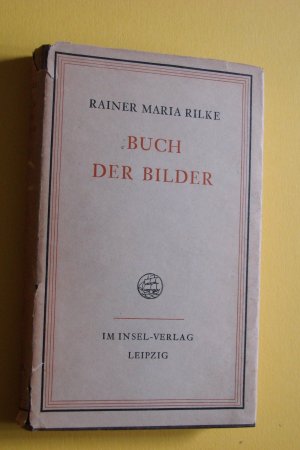 RAINER MARIA RILKE
BUCH
DER BILDER
IM INSEL-VERLAG
LEIPZIG